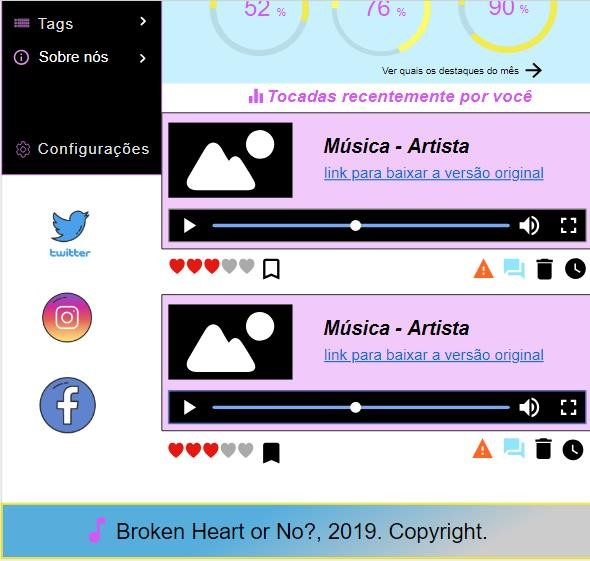 52 %
76 %
90 %
Tags
Sobre nós
Ver quais os destaques do mês
Tocadas recentemente por você
Configurações
Música - Artista
link para baixar a versão original
twitter
Música - Artista
link para baixar a versão original
Broken Heart or No?, 2019. Copyright.